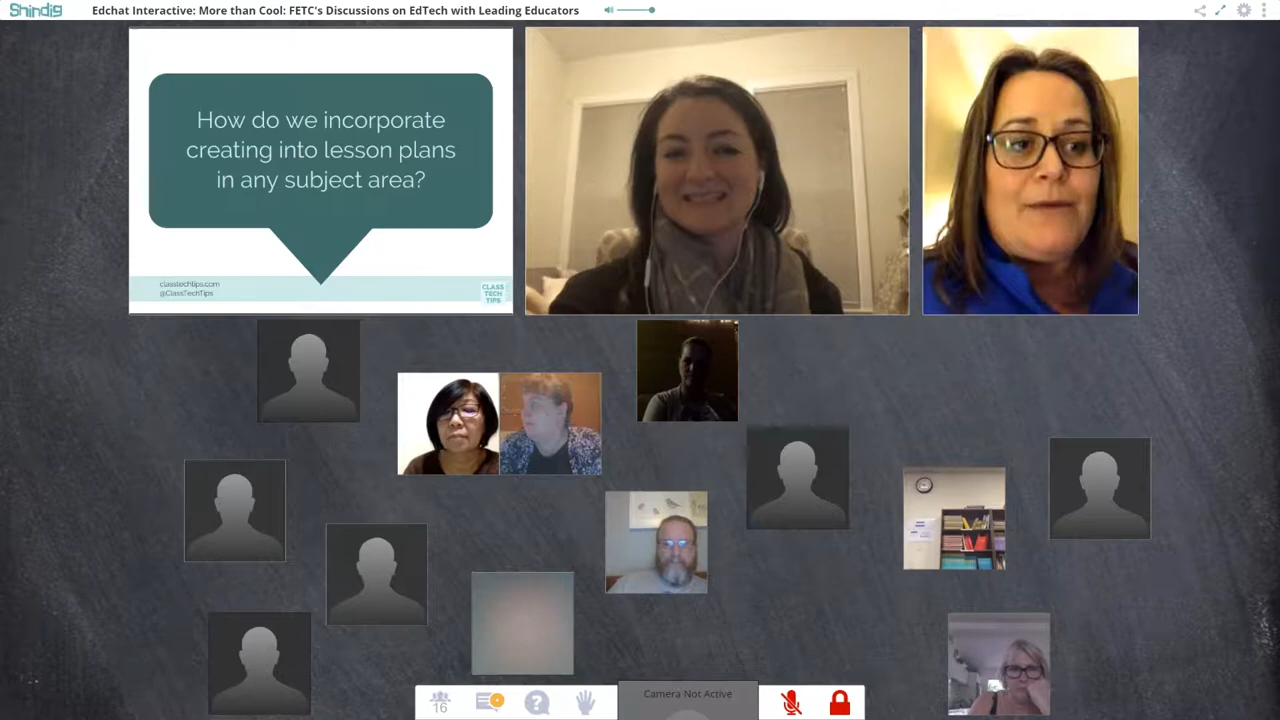 Shindig
Edchat Interactive: More than Cool: FETC's Discussions on EdTech with Leading Educators
How do we incorporate
creating into lesson plans
in any subject area?
classtechtips.com
@ClassTechTips
CLASS
TECH
TIPS
16
Camera Not Active